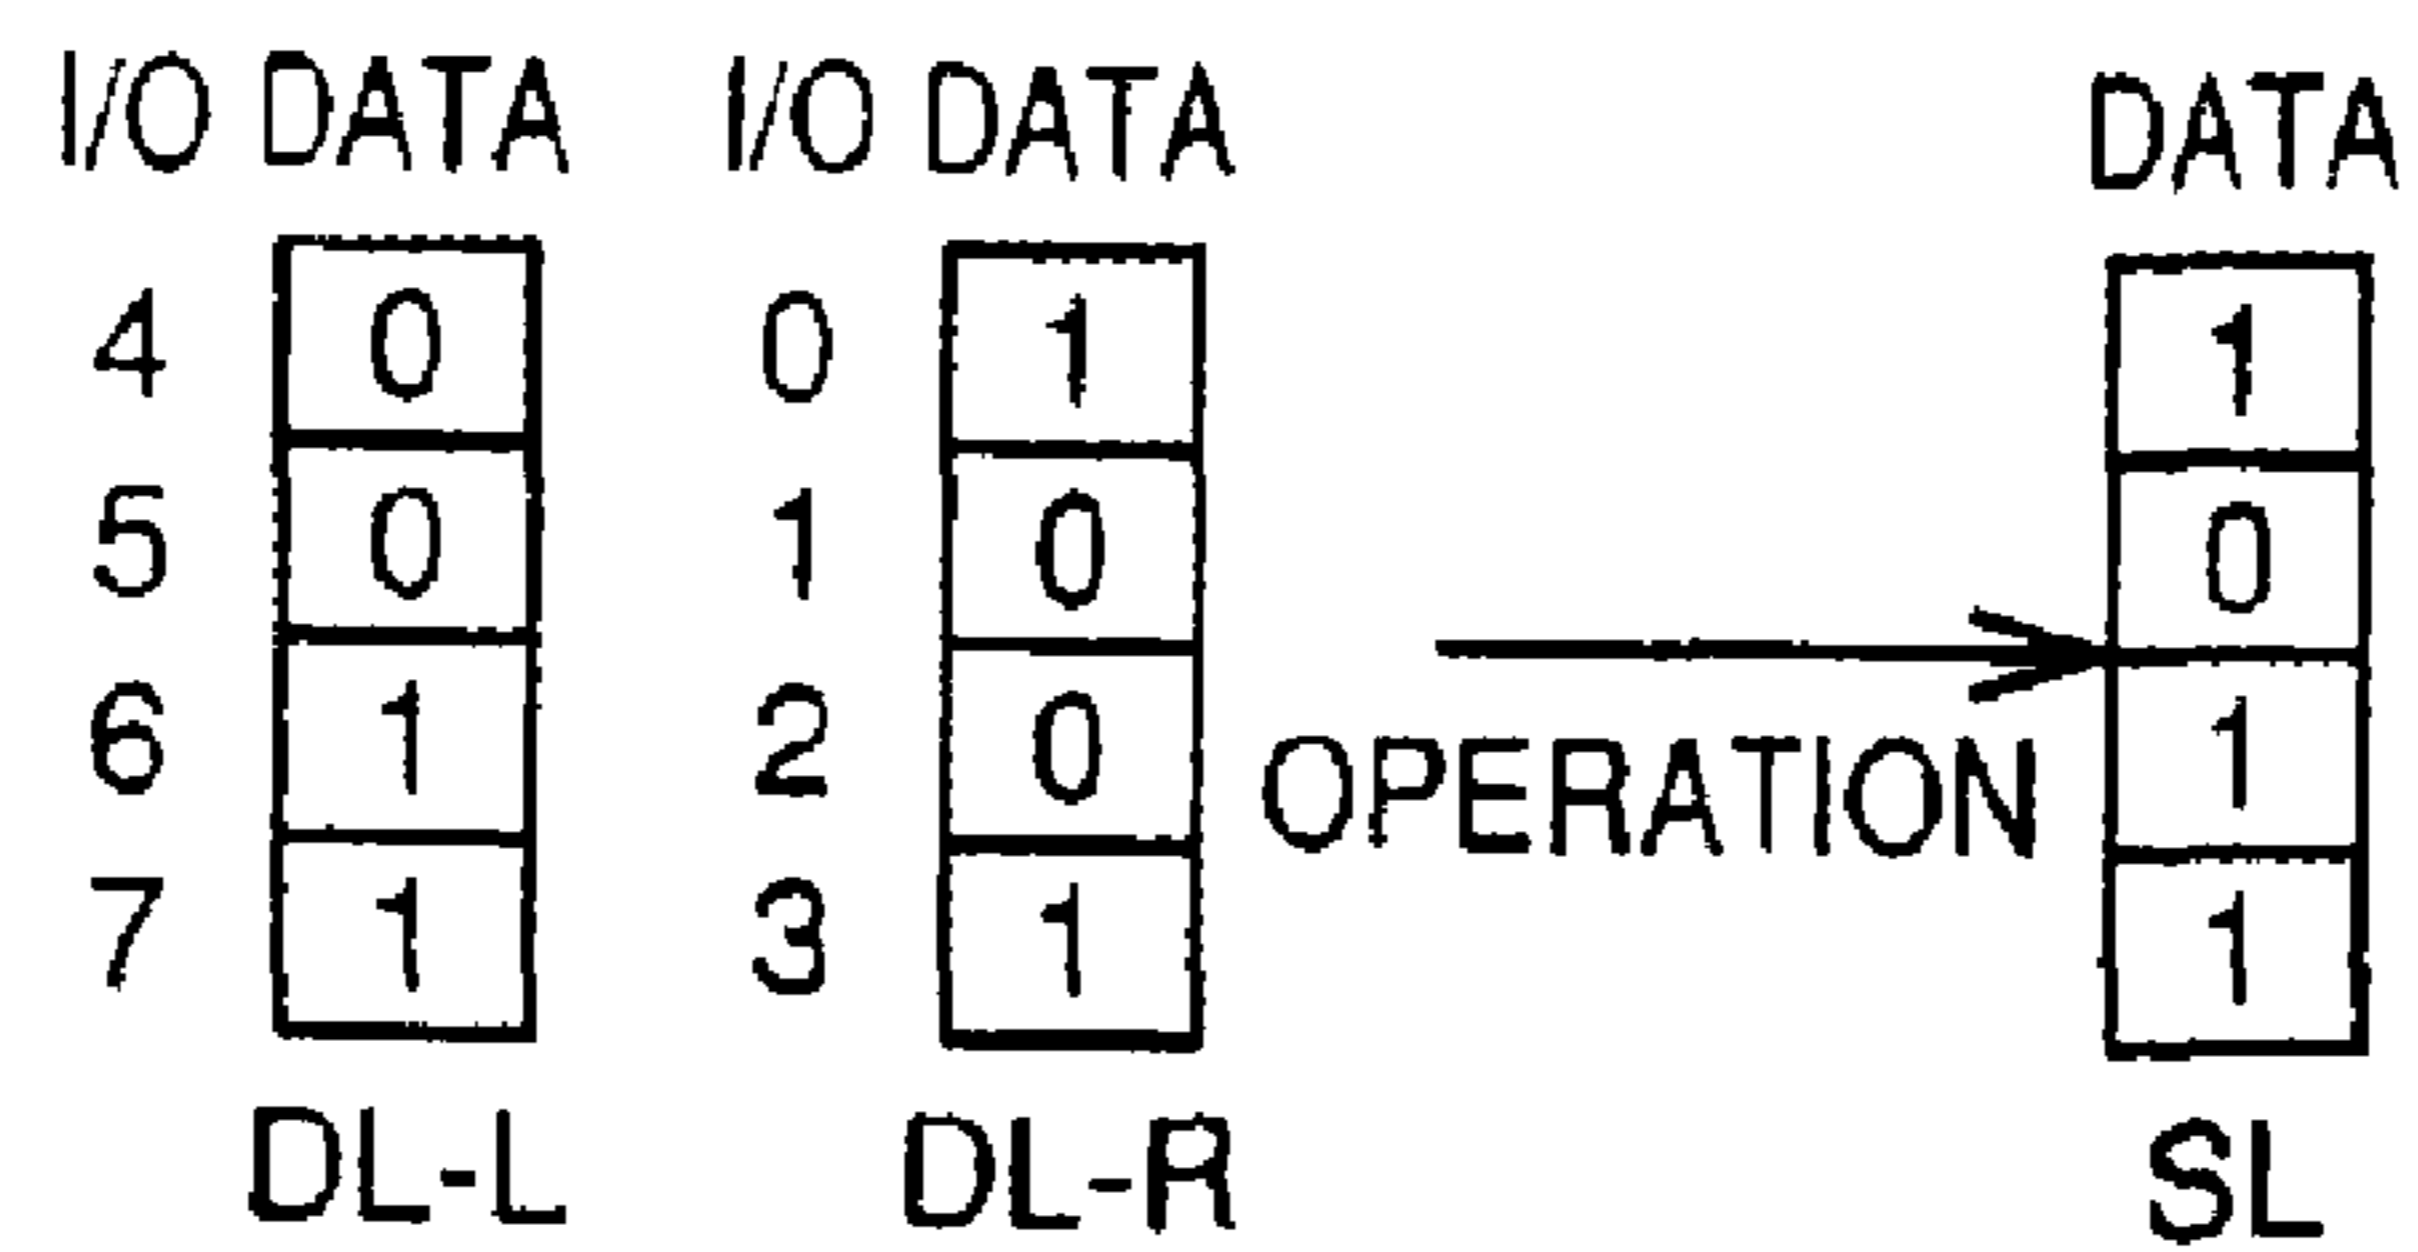 I/O DATA I/O DATA DATA
4 0 0 1 1
5 0 1 0 0
6 1 2 0 1
OPERATION
7 1 3 1 1
DL-L DL-R SL